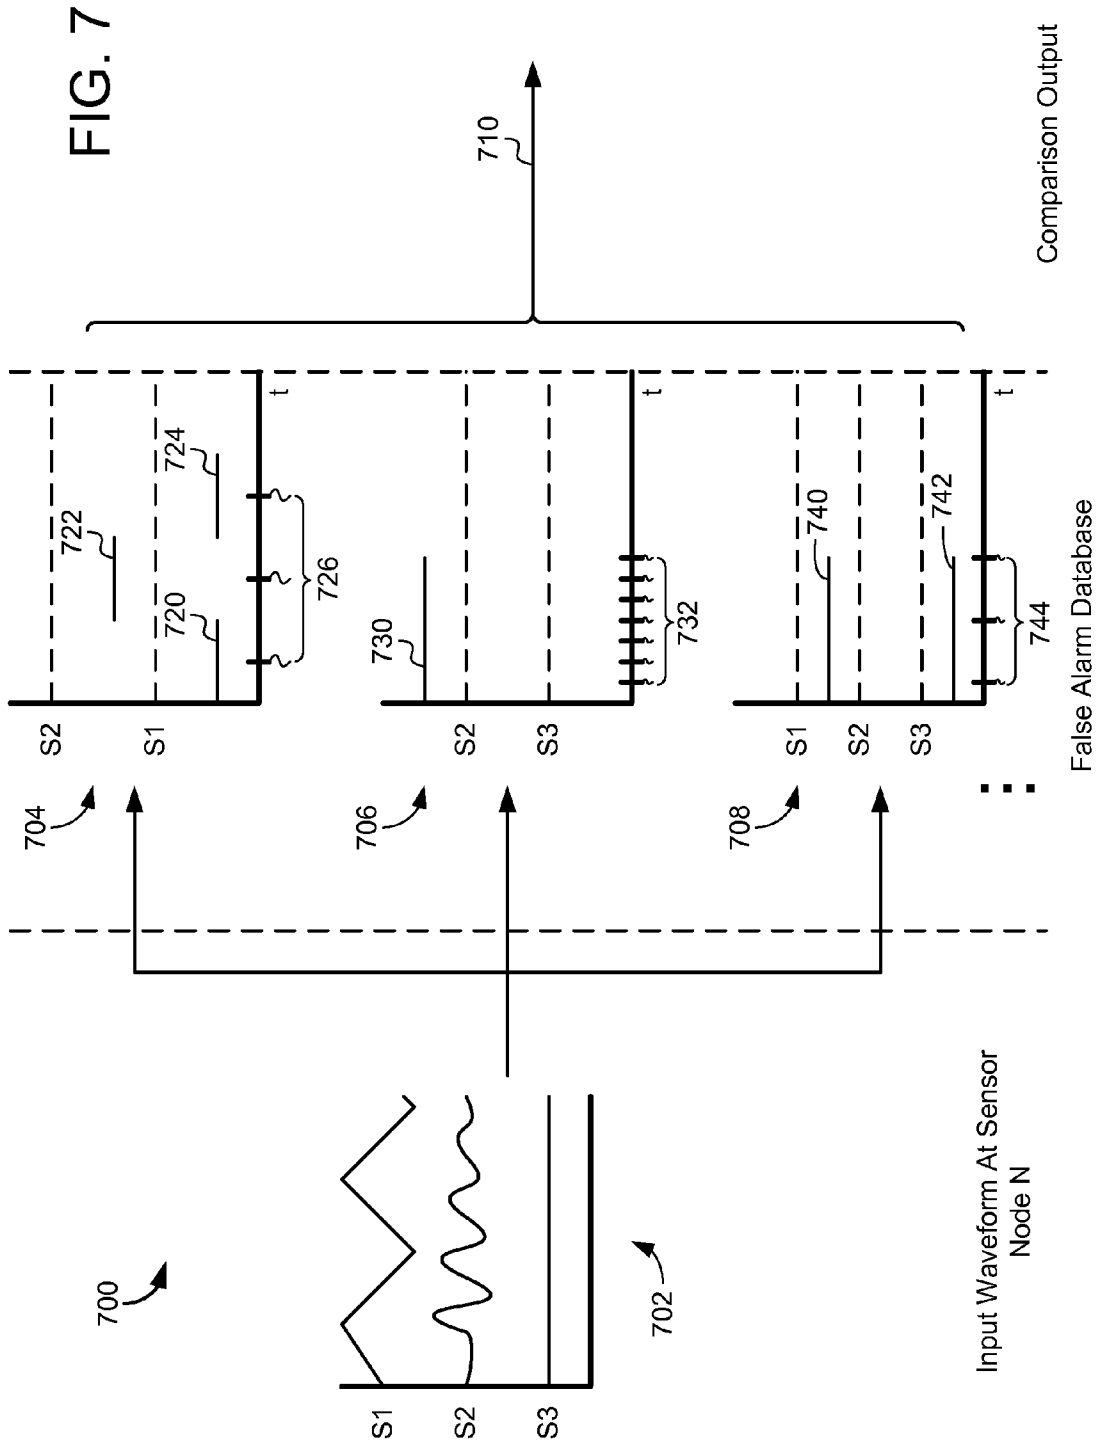 FIG. 7
700
S1
S2
S3
702
Input Waveform At Sensor
Node N
704
S2
S1
720
722
724
726
t
706
S2
S3
730
732
t
708
S1
S2
S3
740
742
744
t
False Alarm Database
710
Comparison Output